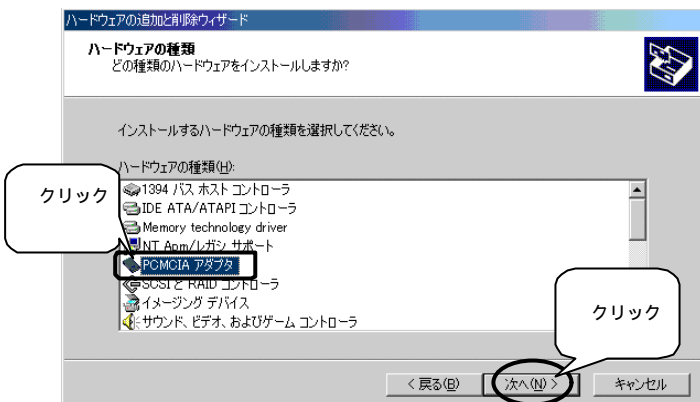 ハードウェアの追加と削除ウィザード
ハードウェアの種類
どの種類のハードウェアをインストールしますか?
インストールするハードウェアの種類を選択してください。
ハードウェアの種類(H):
クリック
1394 バス ホスト コントローラ
IDE ATA/ATAPI コントローラ
Memory technology driver
NT Apm/レガシ サポート
PCMCIA アダプタ
SCSI と RAID コントローラ
イメージング デバイス
サウンド、ビデオ、およびゲーム コントローラ
クリック
< 戻る(B) 次へ(N) > キャンセル